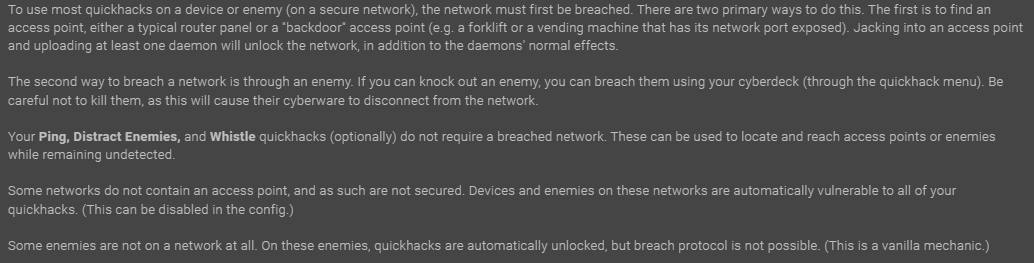 To use most quickhacks on a device or enemy (on a secure network), the network must first be breached. There are two primary ways to do this. The first is to find an
access point, either a typical router panel or a "backdoor" access point (e.g. a forklift or a vending machine that has its network port exposed). Jacking into an access point
and uploading at least one daemon will unlock the network, in addition to the daemons' normal effects.
The second way to breach a network is through an enemy. If you can knock out an enemy, you can breach them using your cyberdeck (through the quickhack menu). Be
careful not to kill them, as this will cause their cyberware to disconnect from the network.
Your Ping, Distract Enemies, and Whistle quickhacks (optionally) do not require a breached network. These can be used to locate and reach access points or enemies
while remaining undetected.
Some networks do not contain an access point, and as such are not secured. Devices and enemies on these networks are automatically vulnerable to all of your
quickhacks. (This can be disabled in the config.)
Some enemies are not on a network at all. On these enemies, quickhacks are automatically unlocked, but breach protocol is not possible. (This is a vanilla mechanic.)